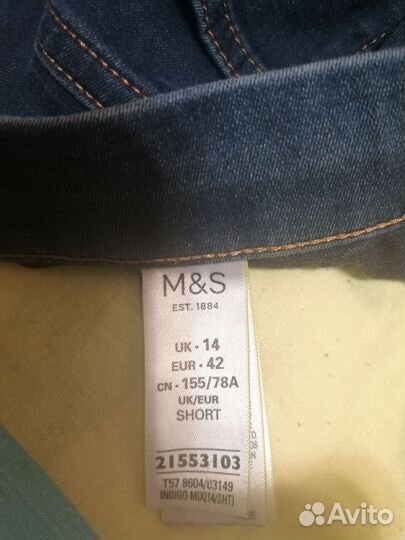 M&S
EST. 1884
UK · 14
EUR · 42
CN · 155/78A
UK/EUR
SHORT
21553103
T57 8604/03149
INDIGO MIX(14/SHT)
Avito